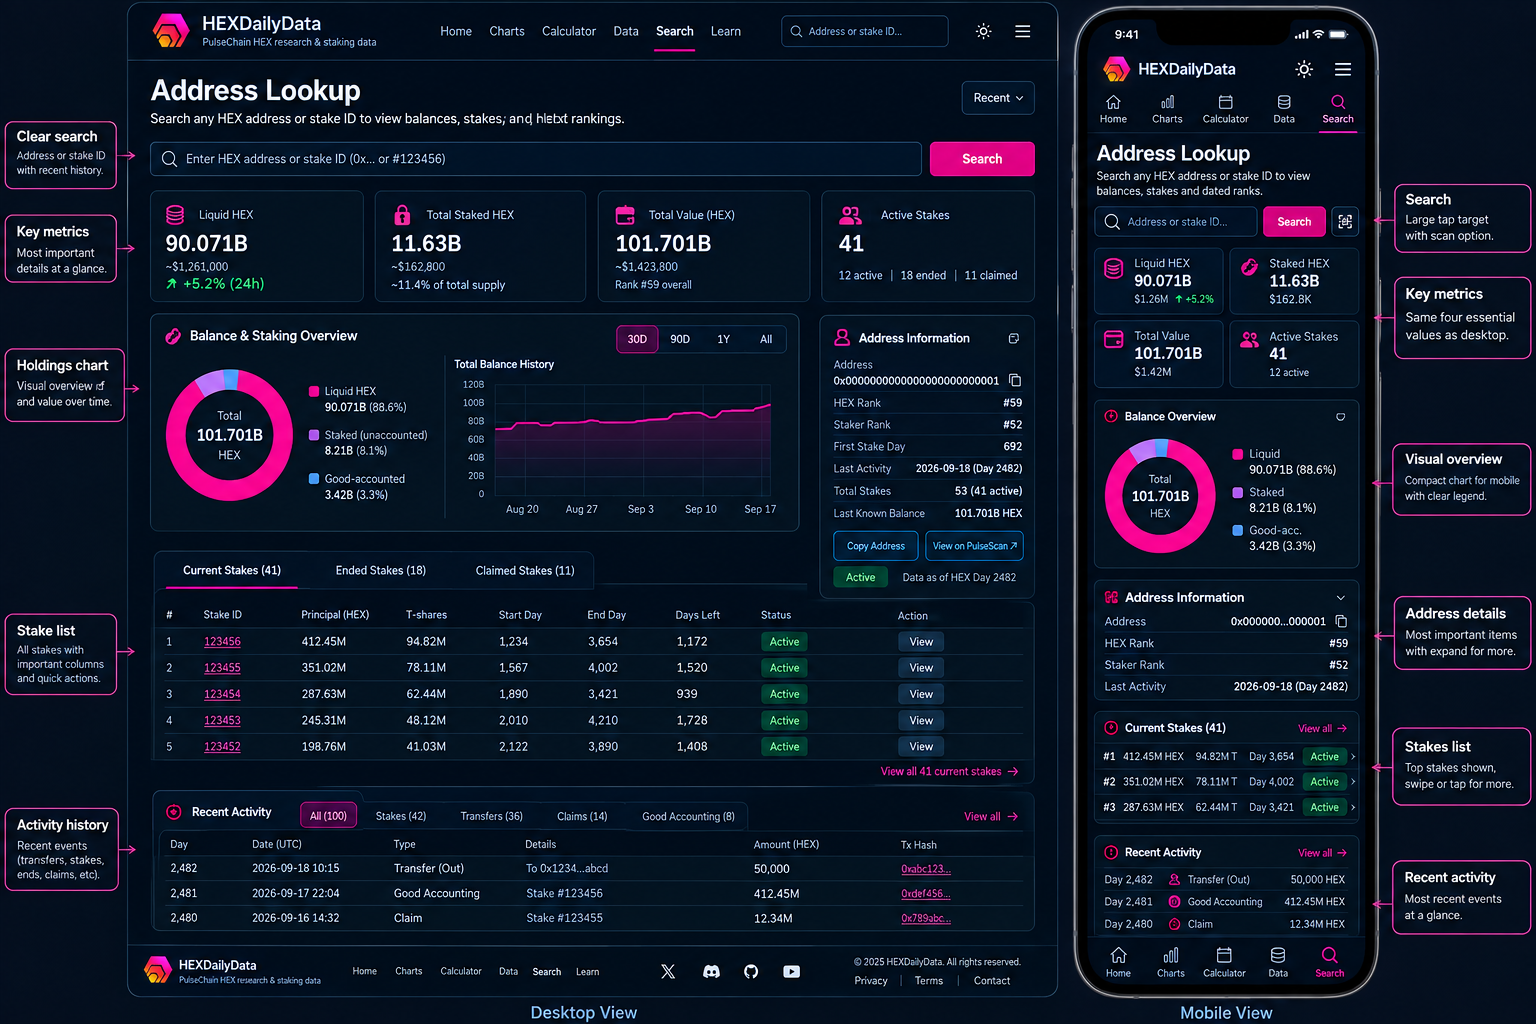 HEXDailyData
PulseChain HEX research & staking data
Home Charts Calculator Data Search Learn
Address or stake ID...
Address Lookup
Search any HEX address or stake ID to view balances, stakes, and rankings.
Recent
Enter HEX address or stake ID (0x... or #123456)
Search
Liquid HEX
90.071B
~$1,261,000
+5.2% (24h)
Total Staked HEX
11.63B
~$162,800
~11.4% of total supply
Total Value (HEX)
101.701B
~$1,423,800
Rank #59 overall
Active Stakes
41
12 active | 18 ended | 11 claimed
Balance & Staking Overview
30D 90D 1Y All
Total
101.701B
HEX
Liquid HEX
90.071B (88.6%)
Staked (unaccounted)
8.21B (8.1%)
Good-accounted
3.42B (3.3%)
Total Balance History
120B
100B
80B
60B
40B
20B
0
Aug 20 Aug 27 Sep 3 Sep 10 Sep 17
Address Information
Address
0x0000000000000000000000001
HEX Rank #59
Staker Rank #52
First Stake Day 692
Last Activity 2026-09-18 (Day 2482)
Total Stakes 53 (41 active)
Last Known Balance 101.701B HEX
Copy Address
View on PulseScan ↗
Active
Data as of HEX Day 2482
Current Stakes (41) Ended Stakes (18) Claimed Stakes (11)
# Stake ID Principal (HEX) T-shares Start Day End Day Days Left Status Action
1 123456 412.45M 94.82M 1,234 3,654 1,172 Active View
2 123455 351.02M 78.11M 1,567 4,002 1,520 Active View
3 123454 287.63M 62.44M 1,890 3,421 939 Active View
4 123453 245.31M 48.12M 2,010 4,210 1,728 Active View
5 123452 198.76M 41.03M 2,122 3,890 1,408 Active View
View all 41 current stakes →
Recent Activity
All (100) Stakes (42) Transfers (36) Claims (14) Good Accounting (8)
View all →
Day Date (UTC) Type Details Amount (HEX) Tx Hash
2,482 2026-09-18 10:15 Transfer (Out) To 0x1234...abcd 50,000 0xabc123...
2,481 2026-09-17 22:04 Good Accounting Stake #123456 412.45M 0xdef456...
2,480 2026-09-16 14:32 Claim Stake #123455 12.34M 0x789abc...
HEXDailyData
PulseChain HEX research & staking data
Home Charts Calculator Data Search Learn
© 2025 HEXDailyData. All rights reserved.
Privacy | Terms | Contact
Desktop View
Clear search
Address or stake ID
with recent history.
Key metrics
Most important
details at a glance.
Holdings chart
Visual overview
and value over time.
Stake list
All stakes with
important columns
and quick actions.
Activity history
Recent events
(transfers, stakes,
ends, claims, etc).
9:41
HEXDailyData
Home Charts Calculator Data Search
Address Lookup
Search any HEX address or stake ID to view
balances, stakes and dated ranks.
Address or stake ID...
Search
Liquid HEX
90.071B
$1.26M ↑ +5.2%
Staked HEX
11.63B
$162.8K
Total Value
101.701B
$1.42M
Active Stakes
41
12 active
Balance Overview
Total
101.701B
HEX
Liquid
90.071B (88.6%)
Staked
8.21B (8.1%)
Good-acc.
3.42B (3.3%)
Address Information
Address 0x000000...000001
HEX Rank #59
Staker Rank #52
Last Activity 2026-09-18 (Day 2482)
Current Stakes (41)
View all →
#1 412.45M HEX 94.82M T Day 3,654 Active
#2 351.02M HEX 78.11M T Day 4,002 Active
#3 287.63M HEX 62.44M T Day 3,421 Active
Recent Activity
View all →
Day 2,482 Transfer (Out) 50,000 HEX
Day 2,481 Good Accounting 412.45M HEX
Day 2,480 Claim 12.34M HEX
Home Charts Calculator Data Search
Mobile View
Search
Large tap target
with scan option.
Key metrics
Same four essential
values as desktop.
Visual overview
Compact chart for mobile
with clear legend.
Address details
Most important items
with expand for more.
Stakes list
Top stakes shown,
swipe or tap for more.
Recent activity
Most recent events
at a glance.